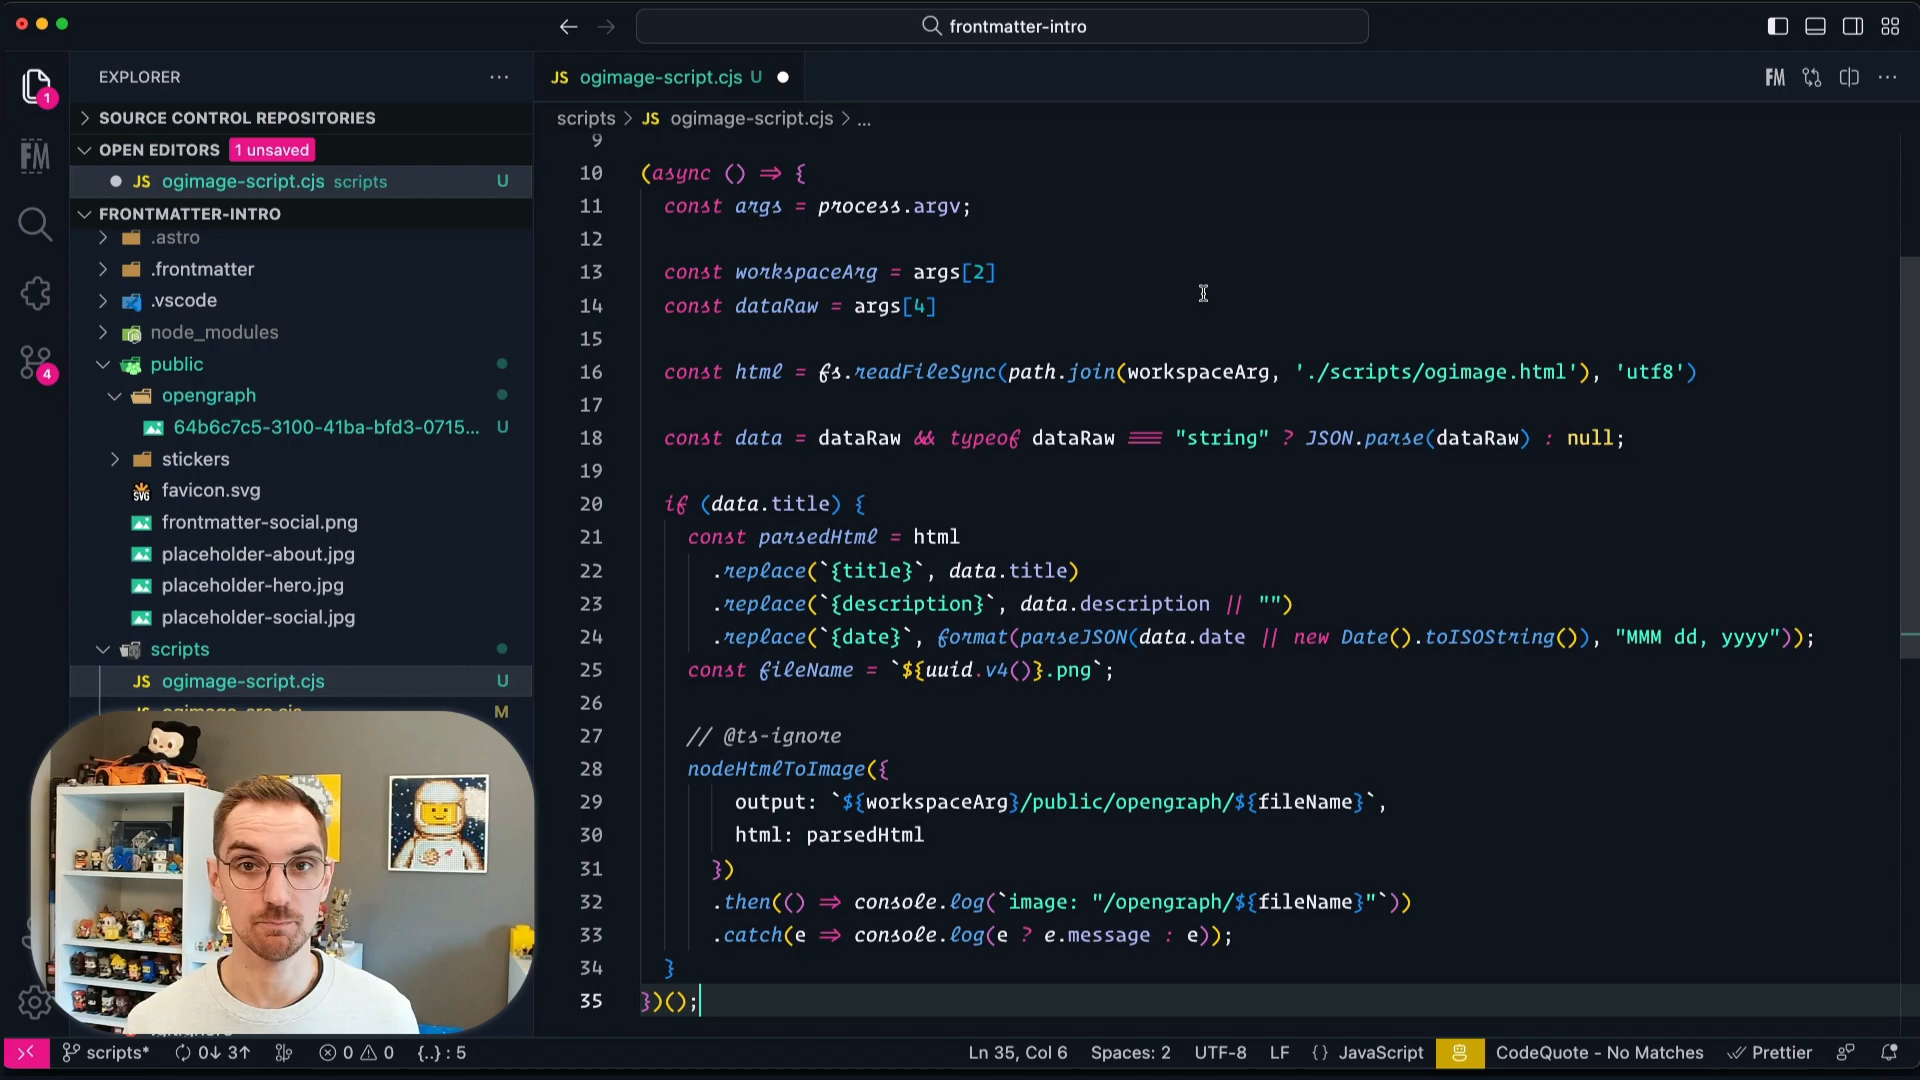 frontmatter-intro
EXPLORER
JS ogimage-script.cjs U
SOURCE CONTROL REPOSITORIES
OPEN EDITORS 1 unsaved
JS ogimage-script.cjs scripts U
FRONTMATTER-INTRO
.astro
.frontmatter
.vscode
node_modules
public
opengraph
64b6c7c5-3100-41ba-bfd3-0715... U
stickers
SVG favicon.svg
frontmatter-social.png
placeholder-about.jpg
placeholder-hero.jpg
placeholder-social.jpg
scripts
JS ogimage-script.cjs U
M
1
FM
4
FM
scripts > JS ogimage-script.cjs > ...
9
10 (async () => {
11 const args = process.argv;
12
13 const workspaceArg = args[2]
14 const dataRaw = args[4]
15
16 const html = fs.readFileSync(path.join(workspaceArg, './scripts/ogimage.html'), 'utf8')
17
18 const data = dataRaw && typeof dataRaw === "string" ? JSON.parse(dataRaw) : null;
19
20 if (data.title) {
21 const parsedHtml = html
22 .replace(`{title}`, data.title)
23 .replace(`{description}`, data.description || "")
24 .replace(`{date}`, format(parseJSON(data.date || new Date().toISOString()), "MMM dd, yyyy"));
25 const fileName = `${uuid.v4()}.png`;
26
27 // @ts-ignore
28 nodeHtmlToImage({
29 output: `${workspaceArg}/public/opengraph/${fileName}`,
30 html: parsedHtml
31 })
32 .then(() => console.log(`image: "/opengraph/${fileName}"`))
33 .catch(e => console.log(e ? e.message : e));
34 }
35 })();
scripts* 0↓ 3↑ 0 0 {..} : 5
Ln 35, Col 6 Spaces: 2 UTF-8 LF {} JavaScript CodeQuote - No Matches Prettier